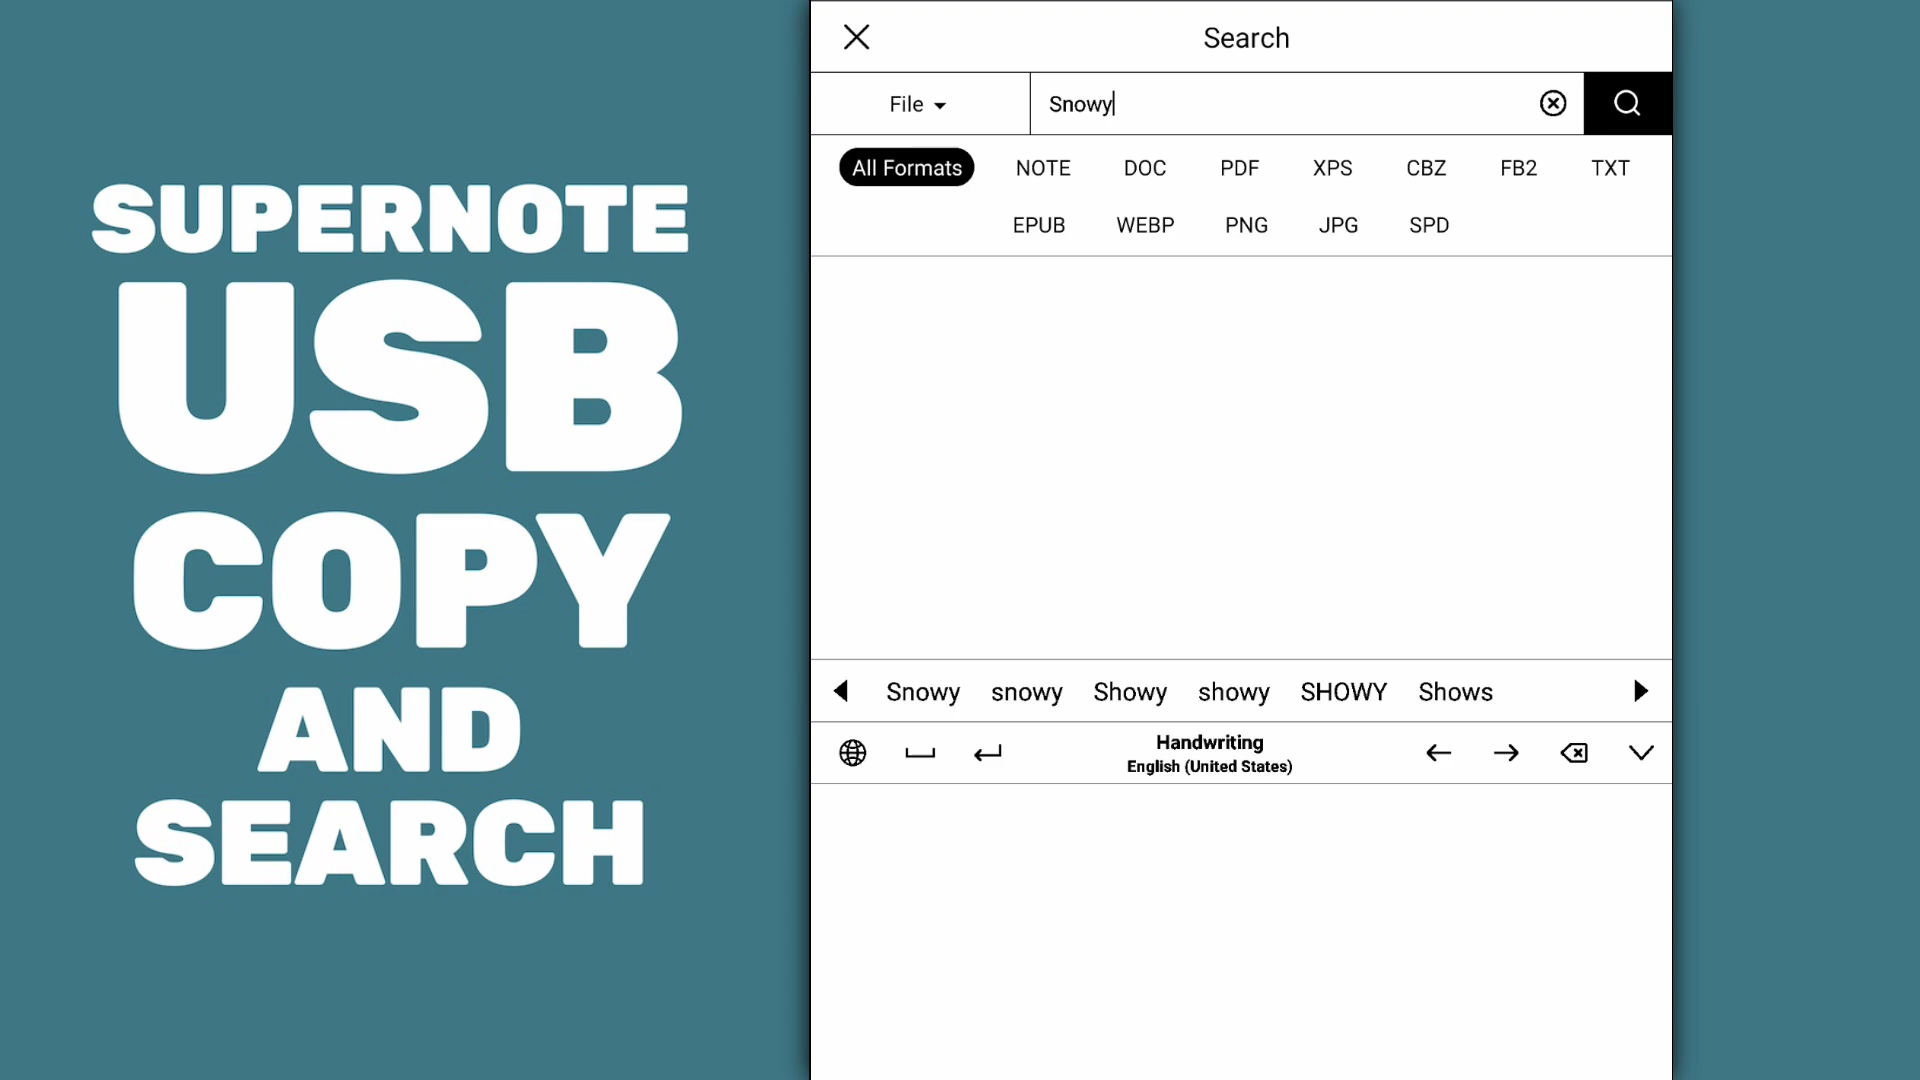 SUPERNOTE
USB
COPY
AND
SEARCH
Search
File
Snowy
All Formats NOTE DOC PDF XPS CBZ FB2 TXT
EPUB WEBP PNG JPG SPD
Snowy snowy Showy showy SHOWY Shows
Handwriting
English (United States)